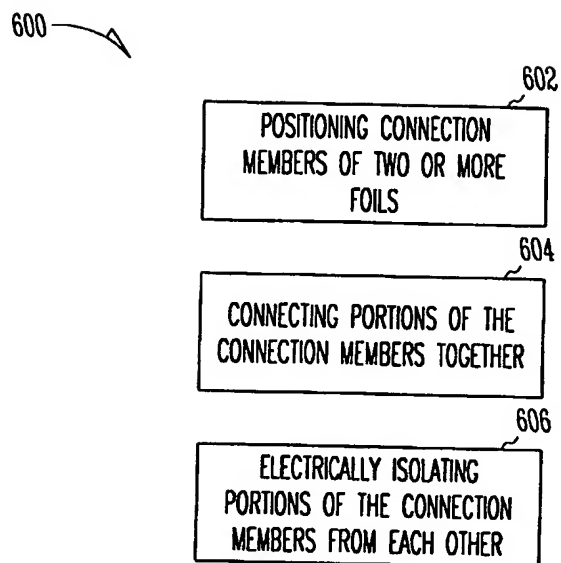 600
602
POSITIONING CONNECTION
MEMBERS OF TWO OR MORE
FOILS
604
CONNECTING PORTIONS OF THE
CONNECTION MEMBERS TOGETHER
606
ELECTRICALLY ISOLATING
PORTIONS OF THE CONNECTION
MEMBERS FROM EACH OTHER